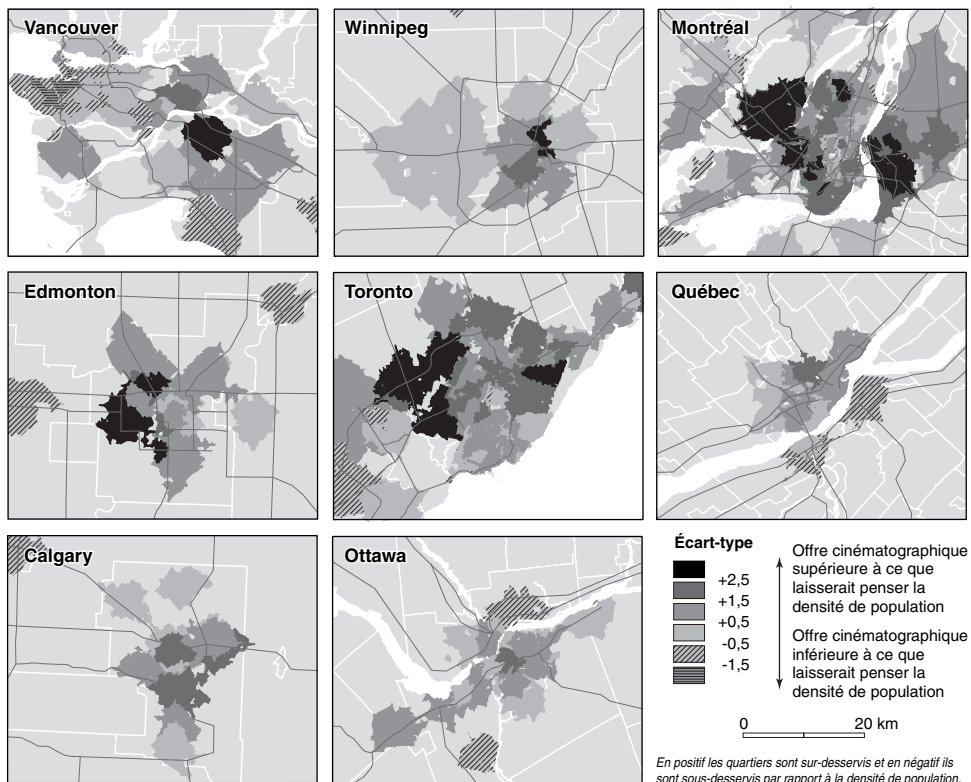 Vancouver
Winnipeg
Montréal
Edmonton
Toronto
Québec
Calgary
Ottawa
Écart-type
+2,5
+1,5
+0,5
-0,5
-1,5
Offre cinématographique
supérieure à ce que
laisserait penser la
densité de population
Offre cinématographique
inférieure à ce que
laisserait penser la
densité de population
0 20 km
En positif les quartiers sont sur-desservis et en négatif ils
sont sous-desservis par rapport à la densité de population.